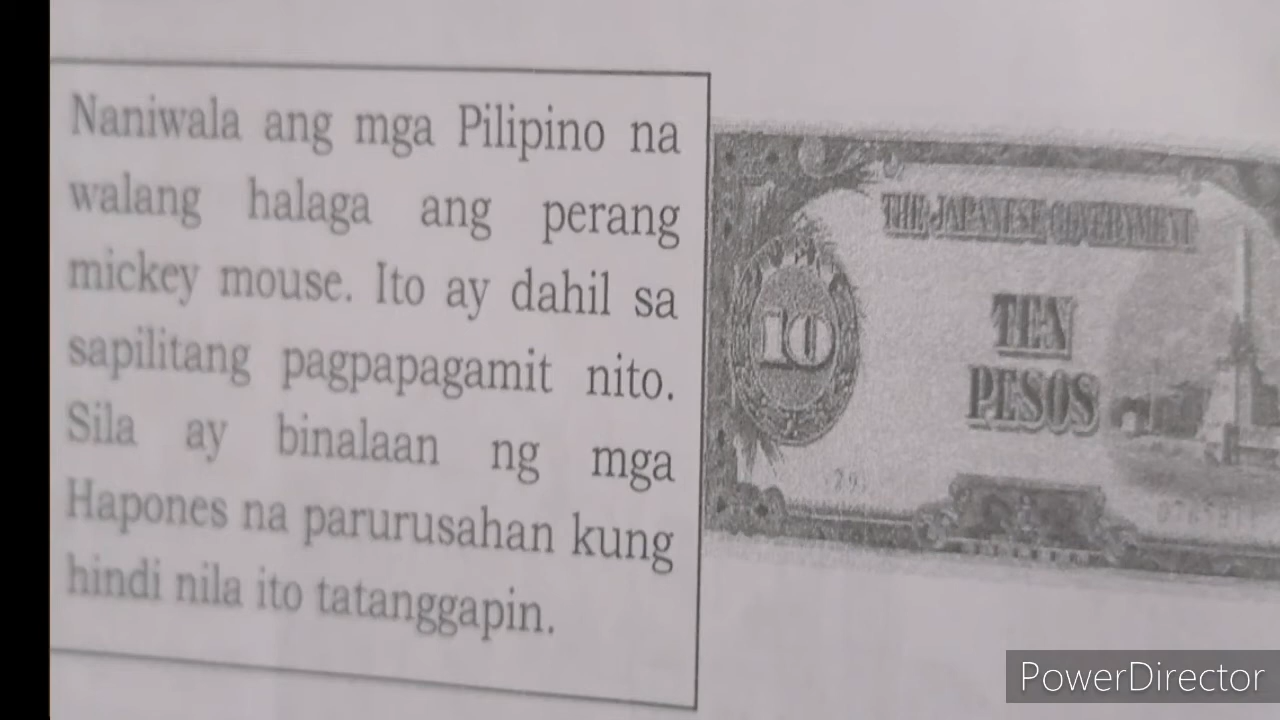 Naniwala ang mga Pilipino na
walang halaga ang perang
mickey mouse. Ito ay dahil sa
sapilitang pagpapagamit nito.
Sila ay binalaan ng mga
Hapones na parurusahan kung
hindi nila ito tatanggapin.
THE JAPANESE GOVERNMENT
10
TEN
PESOS
PowerDirector